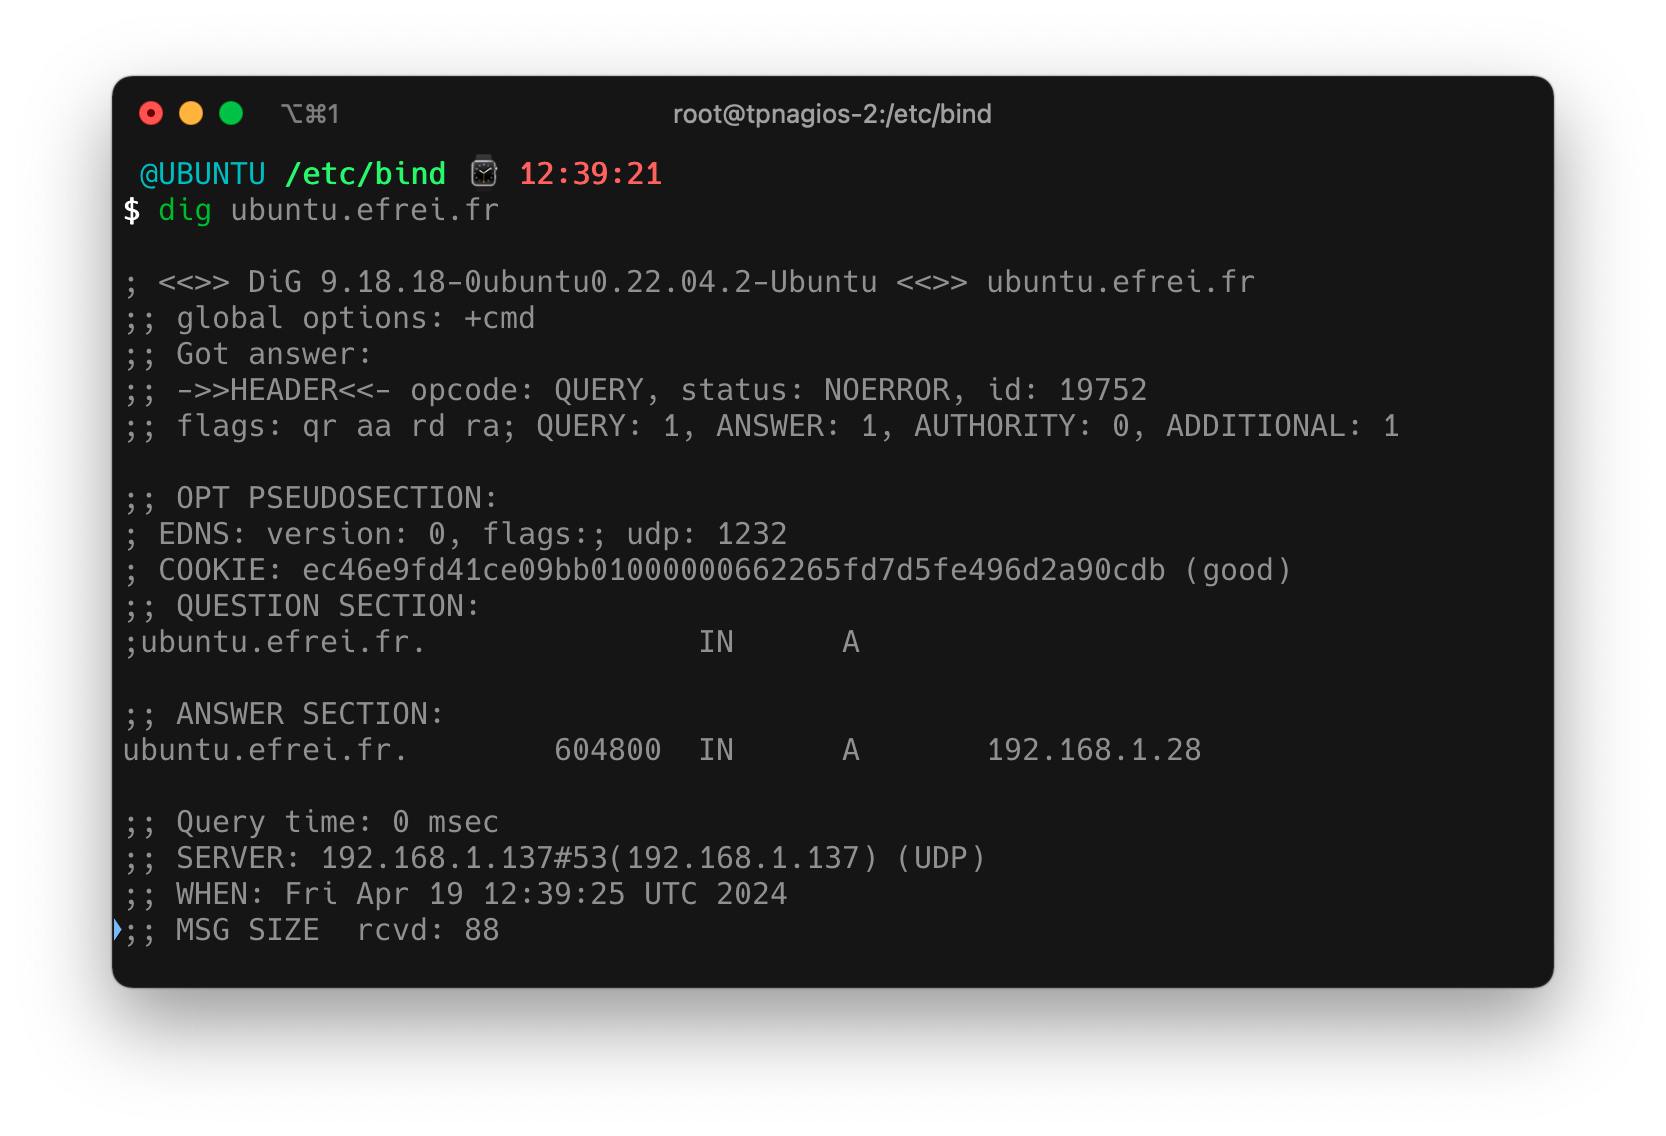 ⌥⌘1 root@tpnagios-2:/etc/bind
@UBUNTU /etc/bind 12:39:21
$ dig ubuntu.efrei.fr
; <<>> DiG 9.18.18-0ubuntu0.22.04.2-Ubuntu <<>> ubuntu.efrei.fr
;; global options: +cmd
;; Got answer:
;; ->>HEADER<<- opcode: QUERY, status: NOERROR, id: 19752
;; flags: qr aa rd ra; QUERY: 1, ANSWER: 1, AUTHORITY: 0, ADDITIONAL: 1
;; OPT PSEUDOSECTION:
; EDNS: version: 0, flags:; udp: 1232
; COOKIE: ec46e9fd41ce09bb01000000662265fd7d5fe496d2a90cdb (good)
;; QUESTION SECTION:
;ubuntu.efrei.fr. IN A
;; ANSWER SECTION:
ubuntu.efrei.fr. 604800 IN A 192.168.1.28
;; Query time: 0 msec
;; SERVER: 192.168.1.137#53(192.168.1.137) (UDP)
;; WHEN: Fri Apr 19 12:39:25 UTC 2024
;; MSG SIZE  rcvd: 88